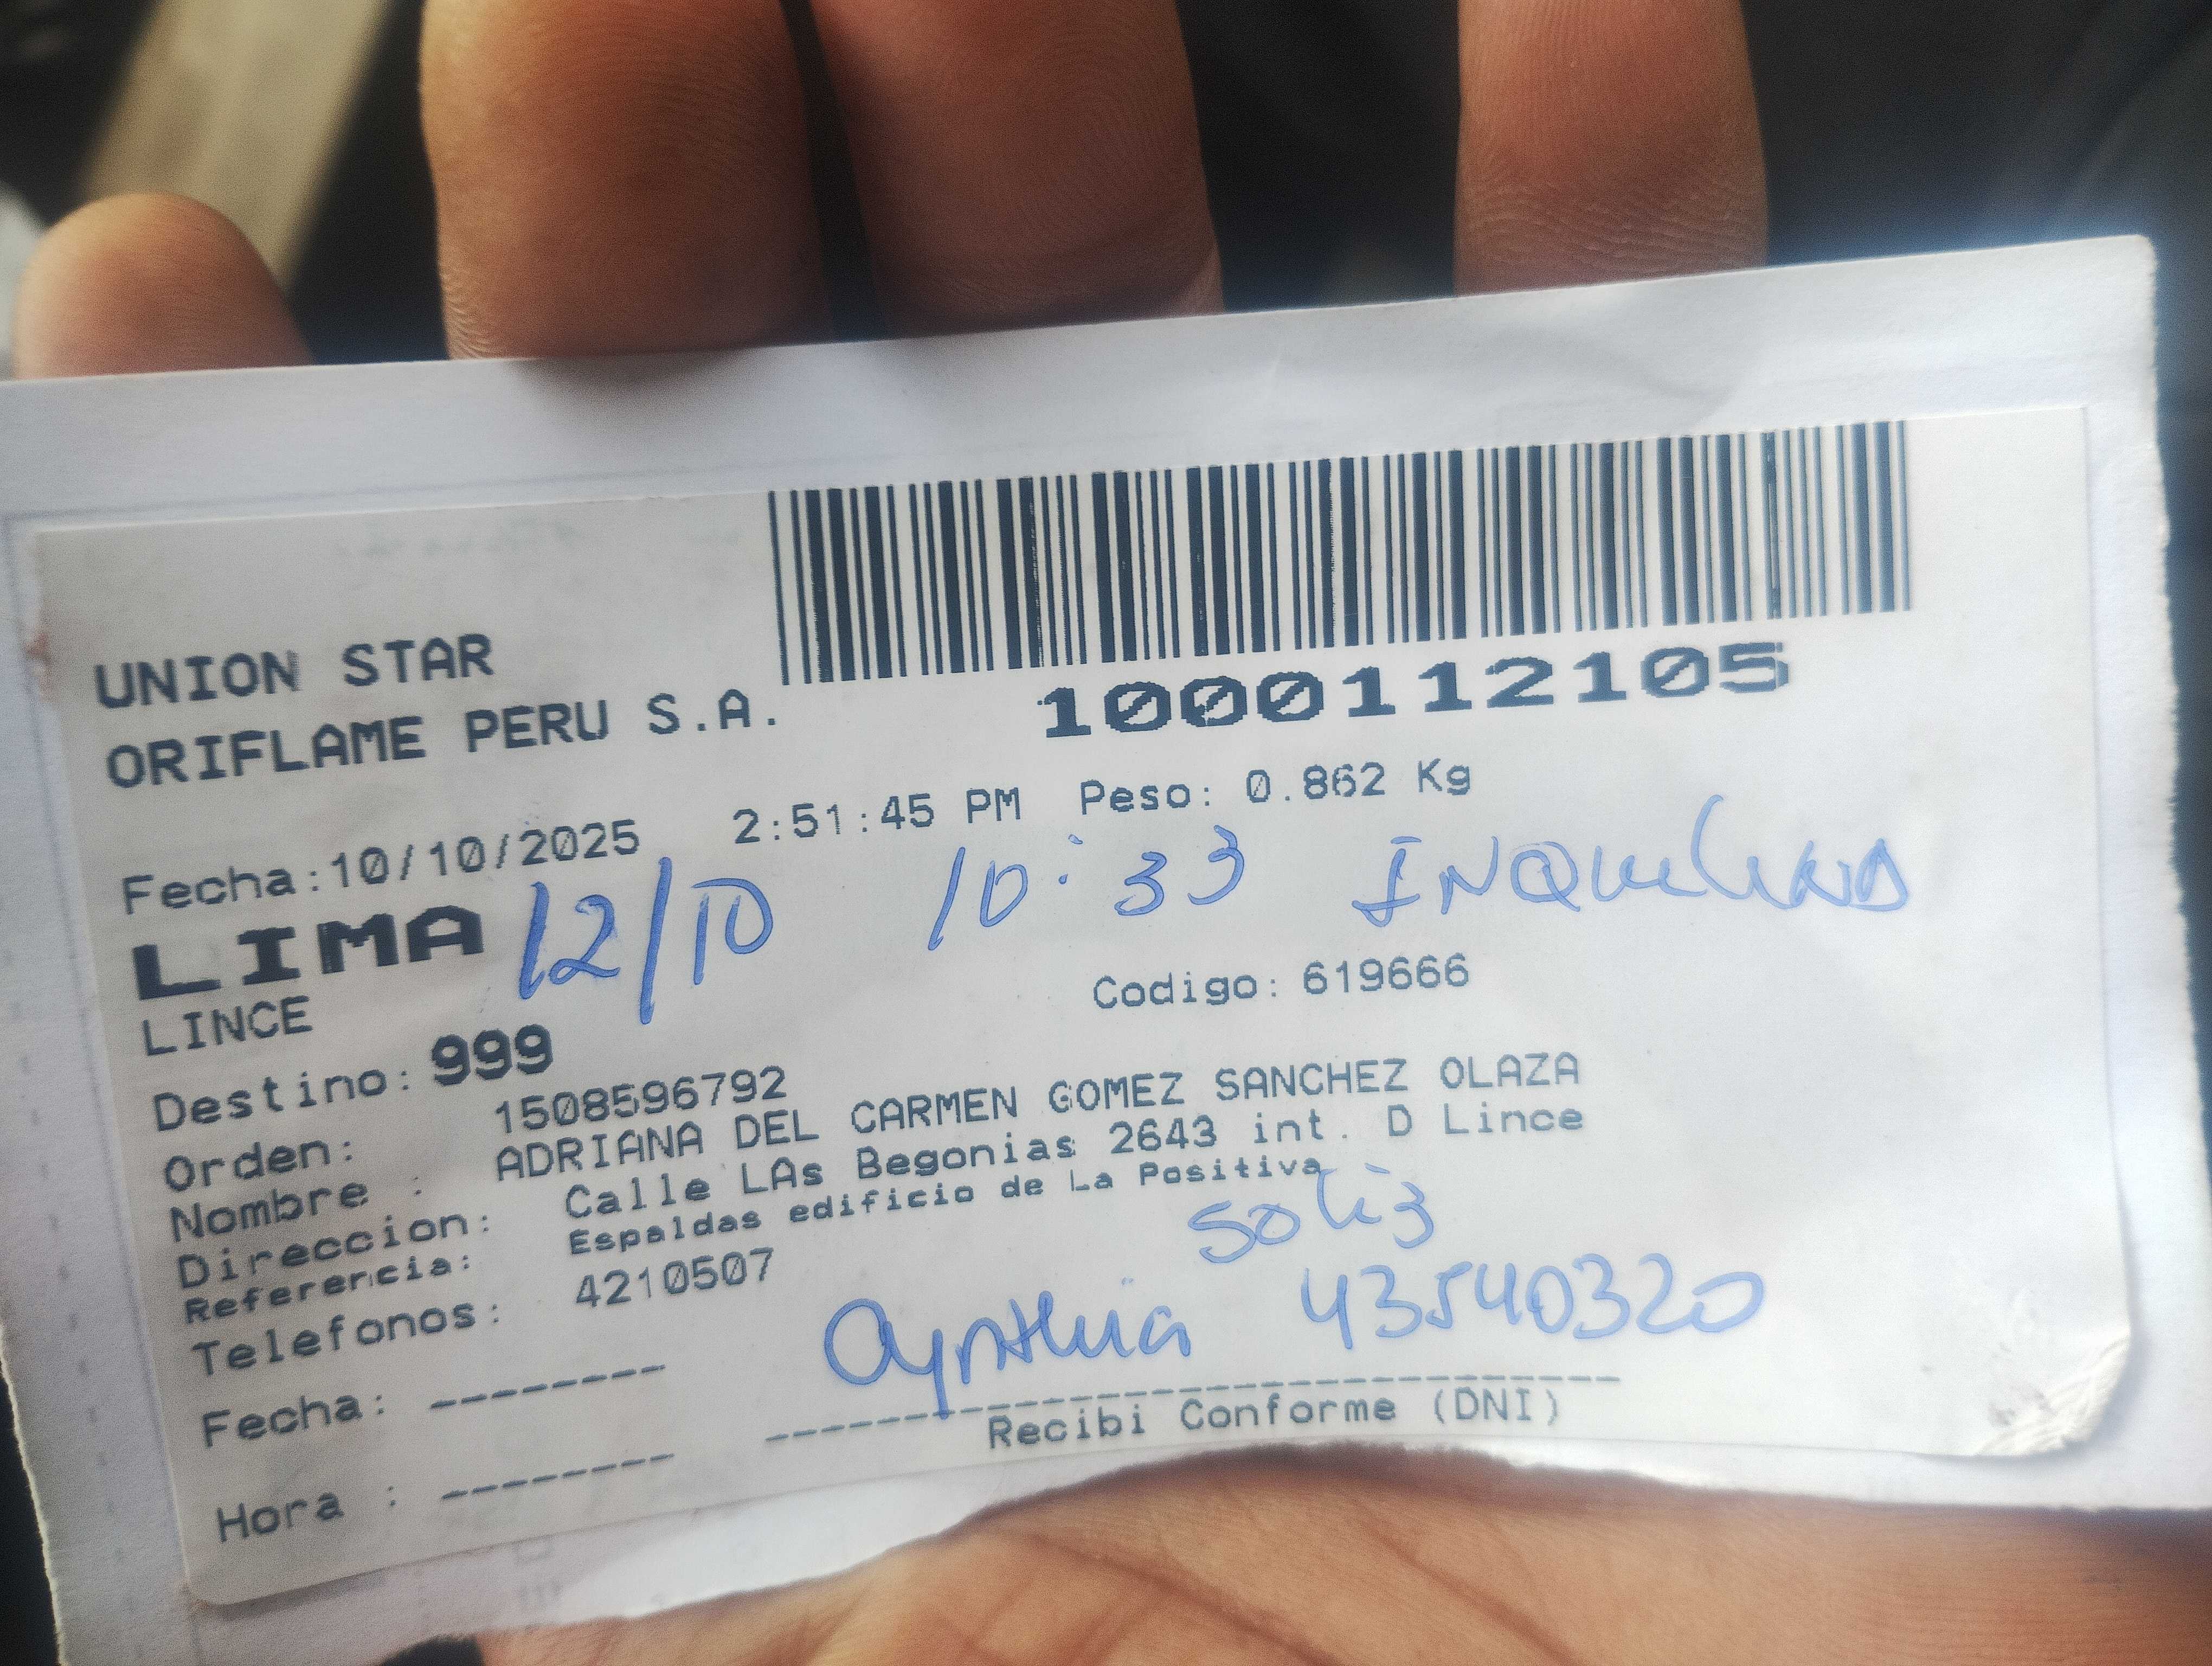 UNION STAR
ORIFLAME PERU S.A.
1000112105
Fecha:10/10/2025 2:51:45 PM Peso: 0.862 Kg
LIMA 12/10 10:33
LINCE
Codigo: 619666
Destino: 999
Orden: 1508596792
Nombre : ADRIANA DEL CARMEN GOMEZ SANCHEZ OLAZA
Direccion: Calle LAs Begonias 2643 int. D Lince
Referencia: Espaldas edificio de La Positiva
Telefonos: 4210507
Solis
Cynthia 43540320
Fecha: --------
Recibi Conforme (DNI)
Hora : --------